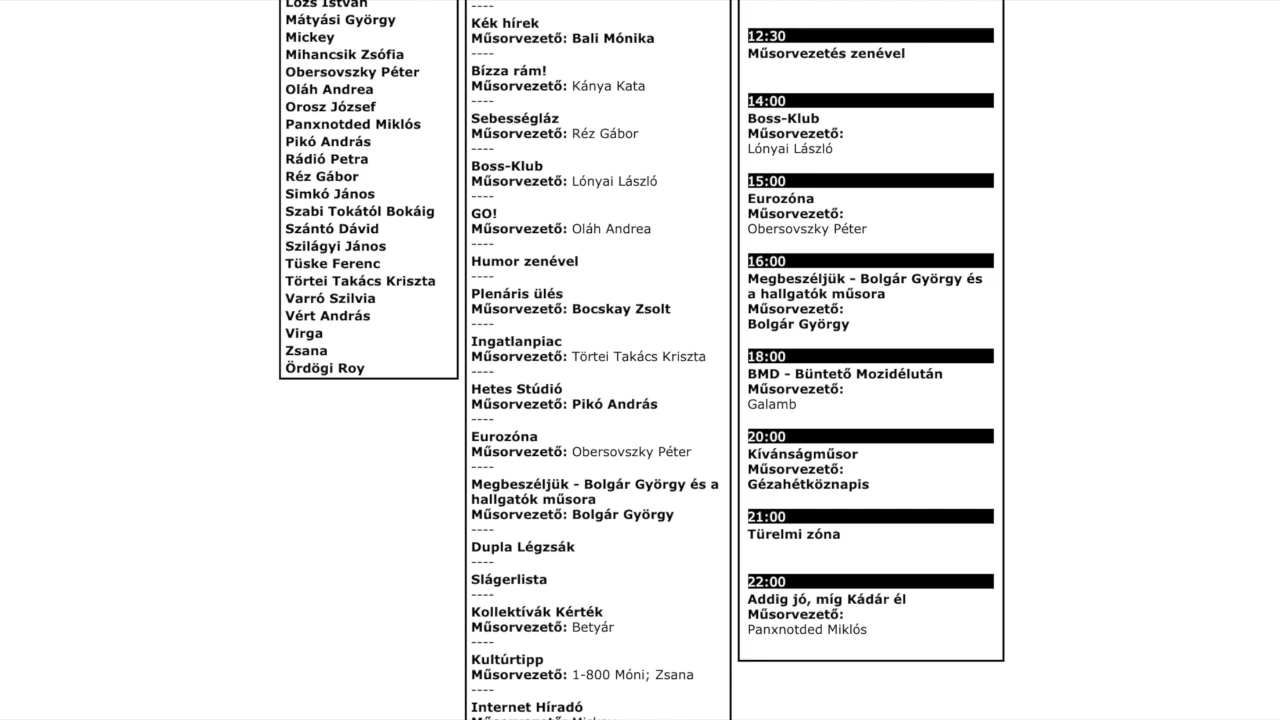 Lózs István
Mátyási György
Mickey
Mihancsik Zsófia
Obersovszky Péter
Oláh Andrea
Orosz József
Panxnotded Miklós
Pikó András
Rádió Petra
Réz Gábor
Simkó János
Szabi Tokától Bokáig
Szántó Dávid
Szilágyi János
Tüske Ferenc
Törtei Takács Kriszta
Varró Szilvia
Vért András
Virga
Zsana
Ördögi Roy
----
Kék hírek
Műsorvezető: Bali Mónika
----
Bízza rám!
Műsorvezető: Kánya Kata
----
Sebességláz
Műsorvezető: Réz Gábor
----
Boss-Klub
Műsorvezető: Lónyai László
----
GO!
Műsorvezető: Oláh Andrea
----
Humor zenével
----
Plenáris ülés
Műsorvezető: Bocskay Zsolt
----
Ingatlanpiac
Műsorvezető: Törtei Takács Kriszta
----
Hetes Stúdió
Műsorvezető: Pikó András
----
Eurozóna
Műsorvezető: Obersovszky Péter
----
Megbeszéljük - Bolgár György és a
hallgatók műsora
Műsorvezető: Bolgár György
----
Dupla Légzsák
----
Slágerlista
----
Kollektívák Kérték
Műsorvezető: Betyár
----
Kultúrtipp
Műsorvezető: 1-800 Móni; Zsana
----
Internet Híradó
Műsorvezető: Mickey
12:30
Műsorvezetés zenével
14:00
Boss-Klub
Műsorvezető:
Lónyai László
15:00
Eurozóna
Műsorvezető:
Obersovszky Péter
16:00
Megbeszéljük - Bolgár György és
a hallgatók műsora
Műsorvezető:
Bolgár György
18:00
BMD - Büntető Mozidélután
Műsorvezető:
Galamb
20:00
Kívánságműsor
Műsorvezető:
Gézahétköznapis
21:00
Türelmi zóna
22:00
Addig jó, míg Kádár él
Műsorvezető:
Panxnotded Miklós